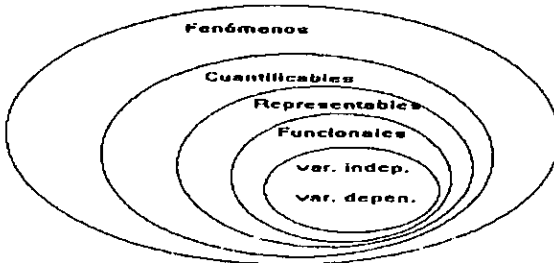 Fenómenos
Cuantificables
Representables
Funcionales
var. indep.
var. depen.